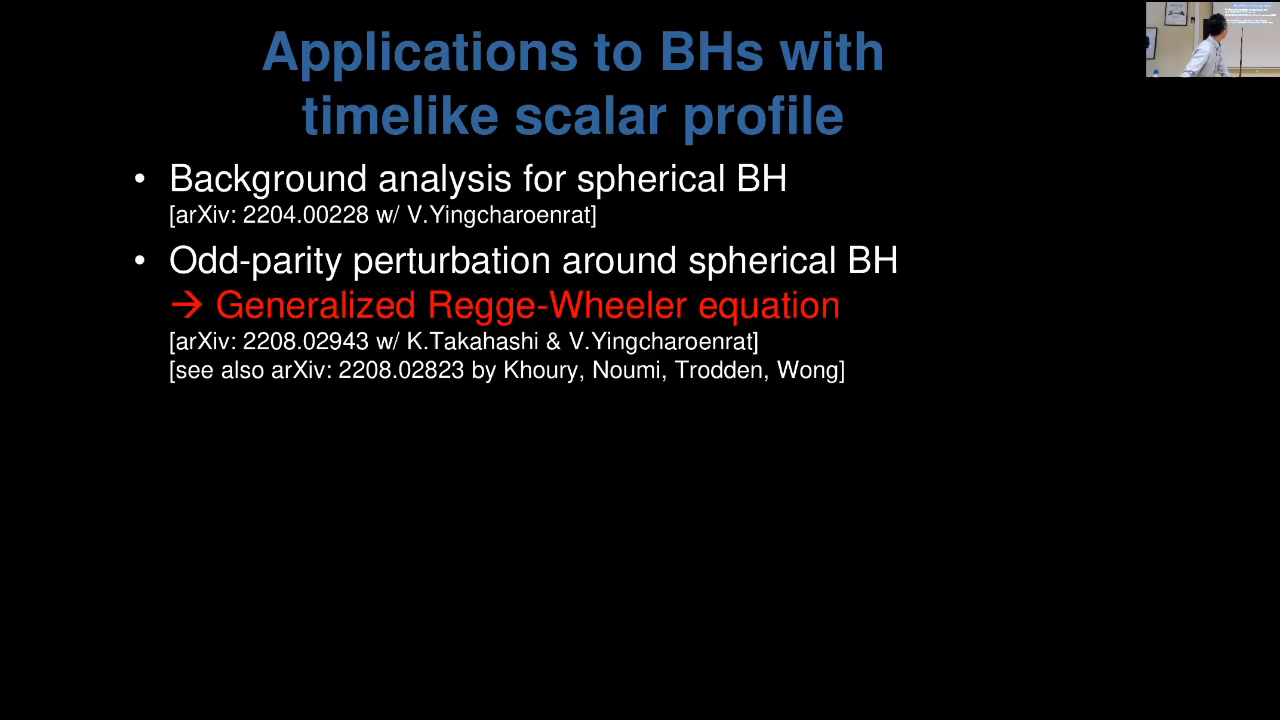 Applications to BHs with
timelike scalar profile
• Background analysis for spherical BH
[arXiv: 2204.00228 w/ V.Yingcharoenrat]
• Odd-parity perturbation around spherical BH
→ Generalized Regge-Wheeler equation
[arXiv: 2208.02943 w/ K.Takahashi & V.Yingcharoenrat]
[see also arXiv: 2208.02823 by Khoury, Noumi, Trodden, Wong]